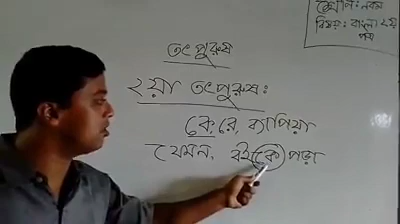 শ্রেণি: নবম
বিষয়: বাংলা ২য়
পত্র
তৎপুরুষ
২য়া তৎপুরুষঃ
কে, রে, ব্যাপিয়া
যেমন, বইকে পড়া